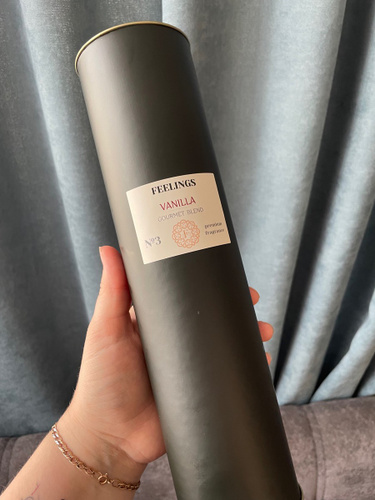 FEELINGS
VANILLA
GOURMET BLEND
Nº3
premium
fragrance